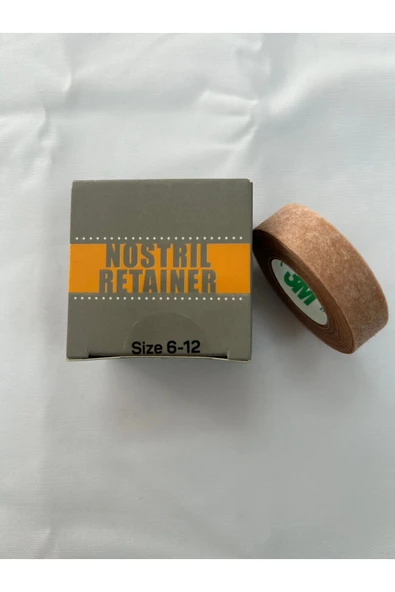 NOSTRIL
RETAINER
Size 6-12
3M